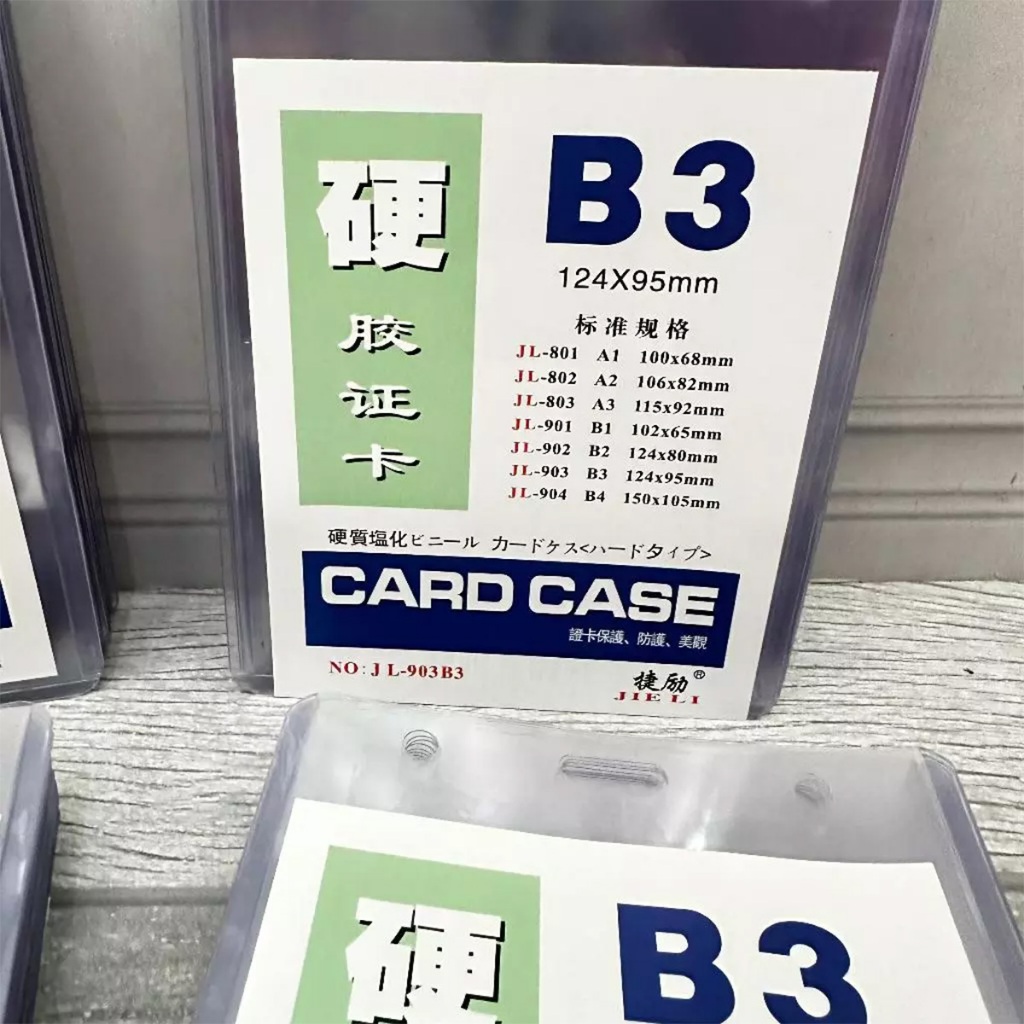 硬
胶
证
卡
B3
124X95mm
标准规格
JL-801 A1 100x68mm
JL-802 A2 106x82mm
JL-803 A3 115x92mm
JL-901 B1 102x65mm
JL-902 B2 124x80mm
JL-903 B3 124x95mm
JL-904 B4 150x105mm
硬質塩化ビニール カードケス<ハードタイプ>
CARD CASE
證卡保護、防護、美觀
NO: JL-903B3
捷励®
JIELI
硬
B3